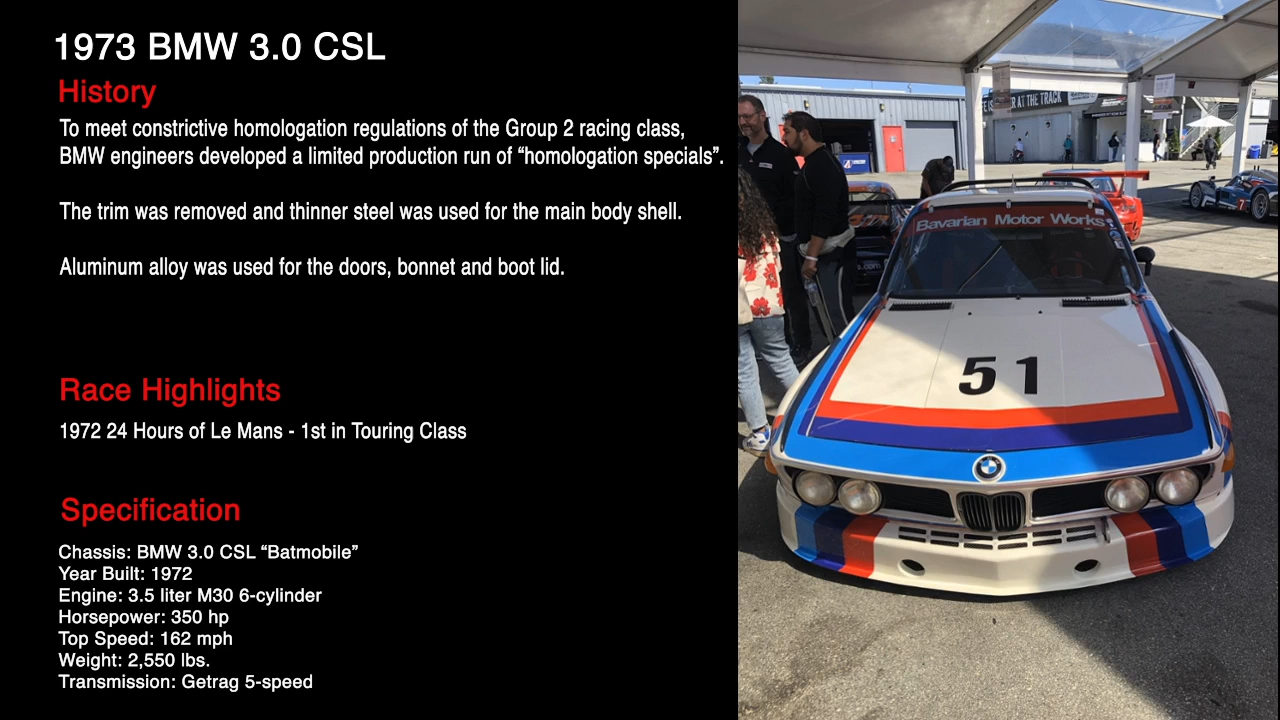 1973 BMW 3.0 CSL
History
To meet constrictive homologation regulations of the Group 2 racing class,
BMW engineers developed a limited production run of “homologation specials”.
The trim was removed and thinner steel was used for the main body shell.
Aluminum alloy was used for the doors, bonnet and boot lid.
Race Highlights
1972 24 Hours of Le Mans - 1st in Touring Class
Specification
Chassis: BMW 3.0 CSL “Batmobile”
Year Built: 1972
Engine: 3.5 liter M30 6-cylinder
Horsepower: 350 hp
Top Speed: 162 mph
Weight: 2,550 lbs.
Transmission: Getrag 5-speed
AT THE TRACK
Bavarian Motor Works
7
51